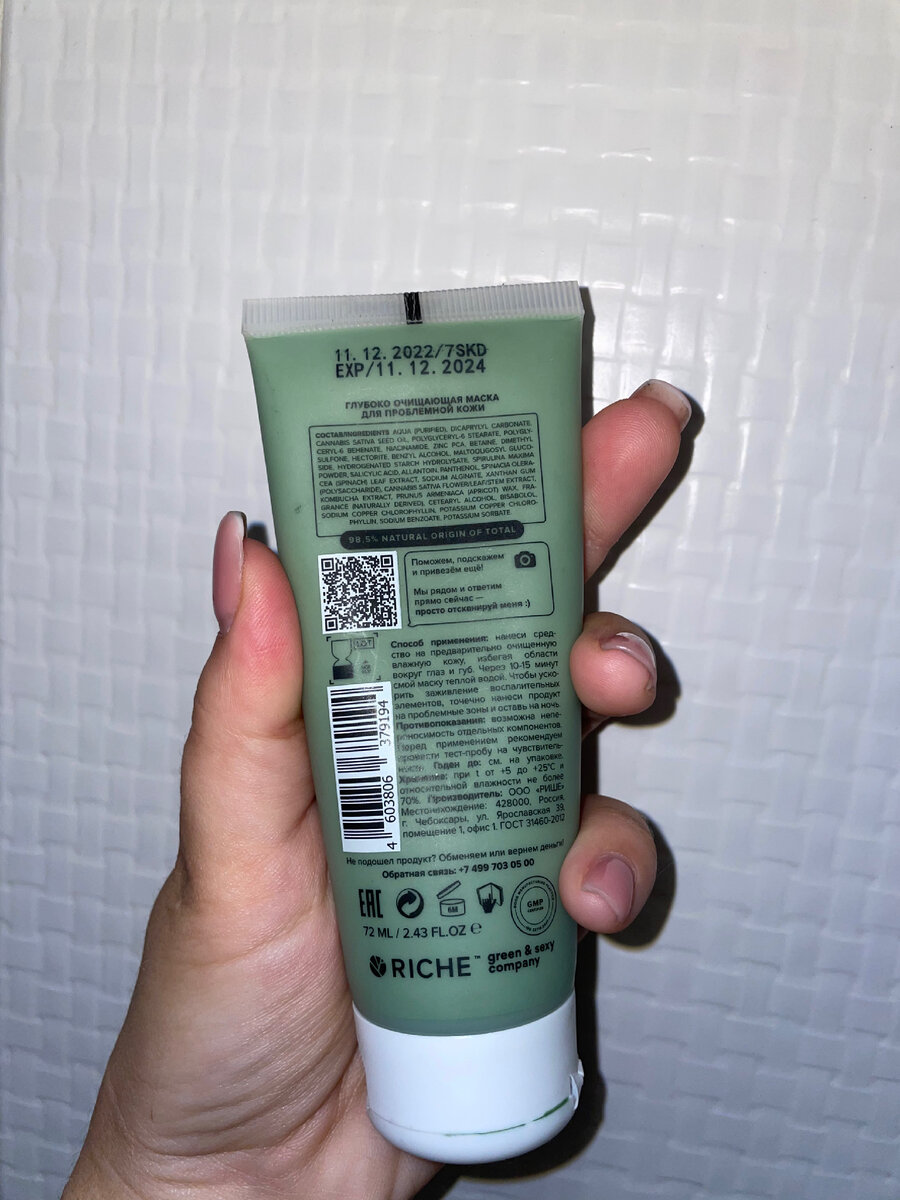 11. 12. 2022/7SKD
EXP/11. 12. 2024
ГЛУБОКО ОЧИЩАЮЩАЯ МАСКА
ДЛЯ ПРОБЛЕМНОЙ КОЖИ
СОСТАВ/INGREDIENTS AQUA (PURIFIED), DICAPRYLYL CARBONATE,
CANNABIS SATIVA SEED OIL, POLYGLYCERYL-6 STEARATE, POLYGLY-
CERYL-6 BEHENATE, NIACINAMIDE, ZINC PCA, BETAINE, DIMETHYL
SULFONE, HECTORITE, BENZYL ALCOHOL, MALTOOLIGOSYL GLUCO-
SIDE, HYDROGENATED STARCH HYDROLYSATE, SPIRULINA MAXIMA
POWDER, SALICYLIC ACID, ALLANTOIN, PANTHENOL, SPINACIA OLERA-
CEA (SPINACH) LEAF EXTRACT, SODIUM ALGINATE, XANTHAN GUM
(POLYSACCHARIDE), CANNABIS SATIVA FLOWER/LEAF/STEM EXTRACT,
KOMBUCHA EXTRACT, PRUNUS ARMENIACA (APRICOT) WAX, FRA-
GRANCE (NATURALLY DERIVED), CETEARYL ALCOHOL, BISABOLOL,
SODIUM COPPER CHLOROPHYLLIN, POTASSIUM COPPER CHLORO-
PHYLLIN, SODIUM BENZOATE, POTASSIUM SORBATE
98,5% NATURAL ORIGIN OF TOTAL
Поможем, подскажем
и привезём ещё!
Мы рядом и ответим
прямо сейчас —
просто отсканируй меня :)
Способ применения: нанеси сред-
ство на предварительно очищенную
влажную кожу, избегая области
вокруг глаз и губ. Через 10-15 минут
смой маску теплой водой. Чтобы уско-
рить заживление воспалительных
элементов, точечно нанеси продукт
на проблемные зоны и оставь на ночь.
Противопоказания: возможна непе-
реносимость отдельных компонентов.
Перед применением рекомендуем
провести тест-пробу на чувствитель-
ность. Годен до: см. на упаковке.
Хранение: при t от +5 до +25°C и
относительной влажности не более
70%. Производитель: ООО «РИШЕ»
Местонахождение: 428000, Россия,
г. Чебоксары, ул. Ярославская 39,
помещение 1, офис 1. ГОСТ 31460-2012
4 603806 379194
Не подошел продукт? Обменяем или вернем деньги!
Обратная связь: +7 499 703 05 00
EAC
6M
GMP
72 ML / 2.43 FL.OZ ℮
RICHE™
green & sexy
company